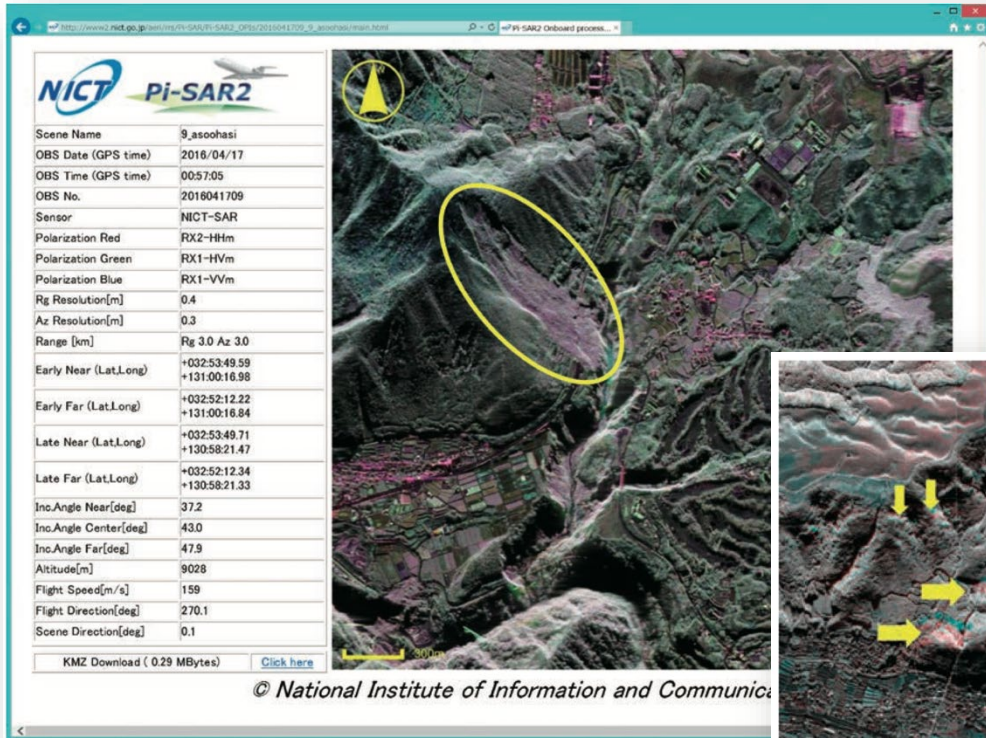 http://www2.nict.go.jp/aeri/rrs/Pi-SAR/Pi-SAR2_OPIs/2016041709_9_asoohasi/main.html
Pi-SAR2 Onboard process...
NICT Pi-SAR2
Scene Name 9_asoohasi
OBS Date (GPS time) 2016/04/17
OBS Time (GPS time) 00:57:05
OBS No. 2016041709
Sensor NICT-SAR
Polarization Red RX2-HHm
Polarization Green RX1-HVm
Polarization Blue RX1-VVm
Rg Resolution[m] 0.4
Az Resolution[m] 0.3
Range [km] Rg 3.0 Az 3.0
Early Near (Lat,Long) +032:53:49.59
+131:00:16.98
Early Far (Lat,Long) +032:52:12.22
+131:00:16.84
Late Near (Lat,Long) +032:53:49.71
+130:58:21.47
Late Far (Lat,Long) +032:52:12.34
+130:58:21.33
Inc.Angle Near[deg] 37.2
Inc.Angle Center[deg] 43.0
Inc.Angle Far[deg] 47.9
Altitude[m] 9028
Flight Speed[m/s] 159
Flight Direction[deg] 270.1
Scene Direction[deg] 0.1
KMZ Download ( 0.29 MBytes) Click here
300m
© National Institute of Information and Communica